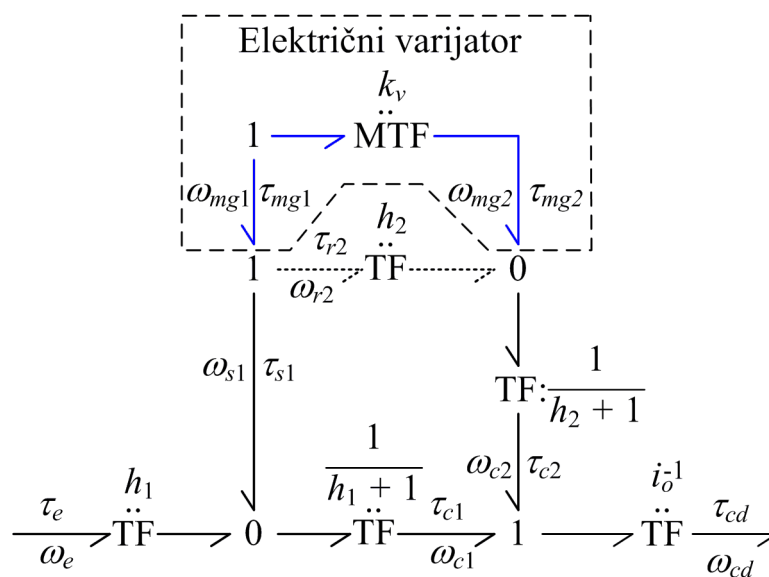 Električni varijator
k_v
1 MTF
ω_mg1 τ_mg1 ω_mg2 τ_mg2
τ_r2 h_2
1 TF 0
ω_r2
ω_s1 τ_s1
TF: 1/(h_2 + 1)
ω_c2 τ_c2
τ_e h_1 1/(h_1 + 1) τ_c1 i_o^-1 τ_cd
TF 0 TF 1 TF
ω_e ω_c1 ω_cd